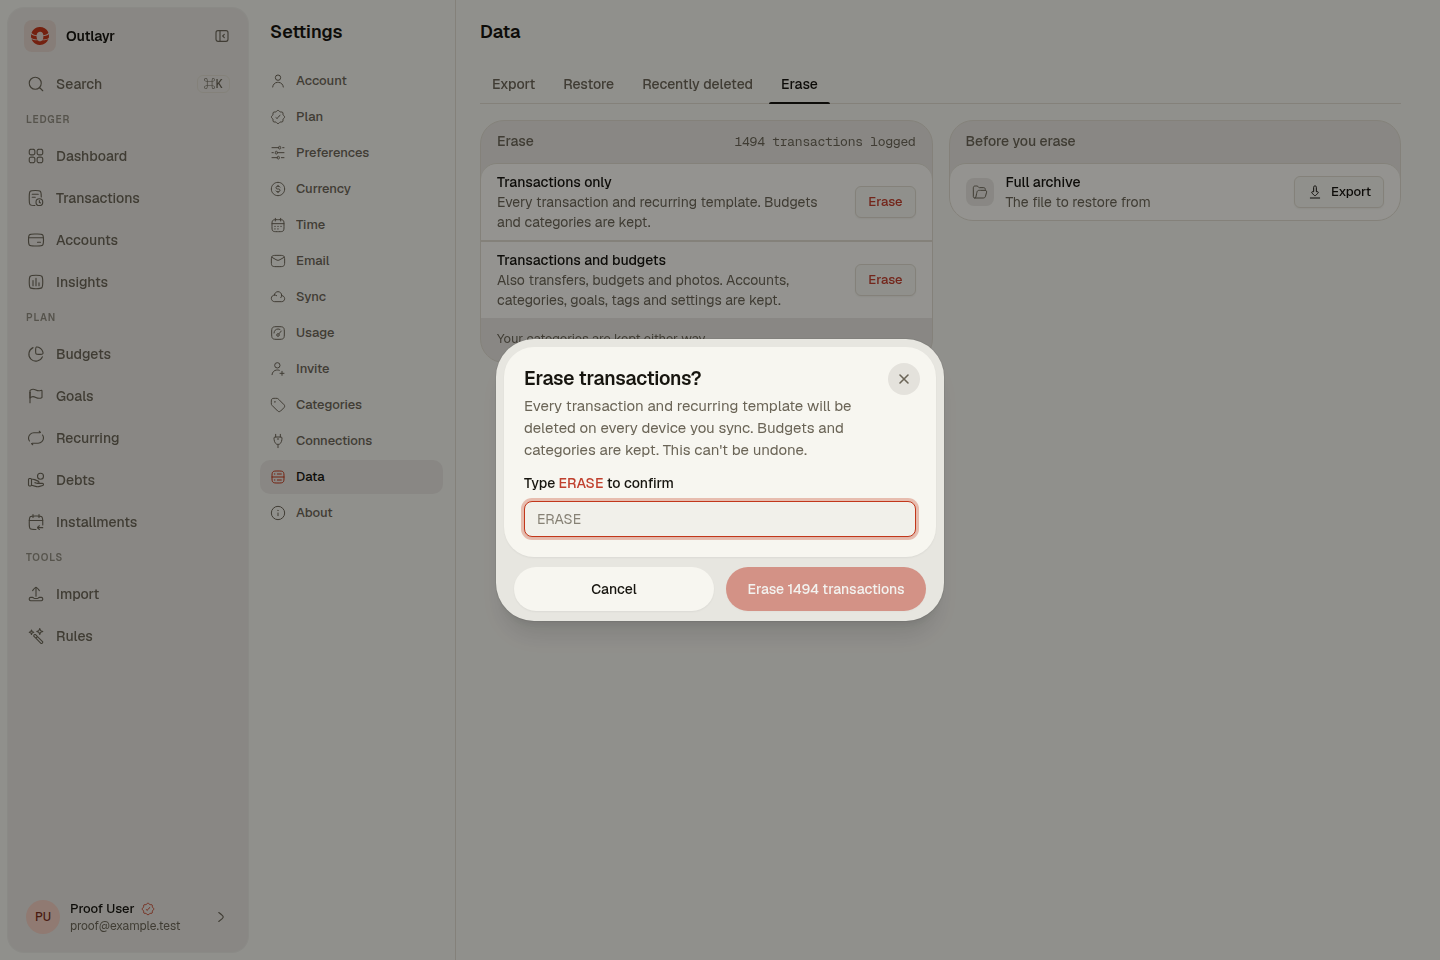 Outlayr
Search
⌘K
LEDGER
Dashboard
Transactions
Accounts
Insights
PLAN
Budgets
Goals
Recurring
Debts
Installments
TOOLS
Import
Rules
PU
Proof User
proof@example.test
Settings
Account
Plan
Preferences
Currency
Time
Email
Sync
Usage
Invite
Categories
Connections
Data
About
Data
Export
Restore
Recently deleted
Erase
Erase
1494 transactions logged
Transactions only
Every transaction and recurring template. Budgets
and categories are kept.
Erase
Transactions and budgets
Also transfers, budgets and photos. Accounts,
categories, goals, tags and settings are kept.
Erase
Your categories are kept either way.
Before you erase
Full archive
The file to restore from
Export
Erase transactions?
Every transaction and recurring template will be
deleted on every device you sync. Budgets and
categories are kept. This can't be undone.
Type ERASE to confirm
ERASE
Cancel
Erase 1494 transactions